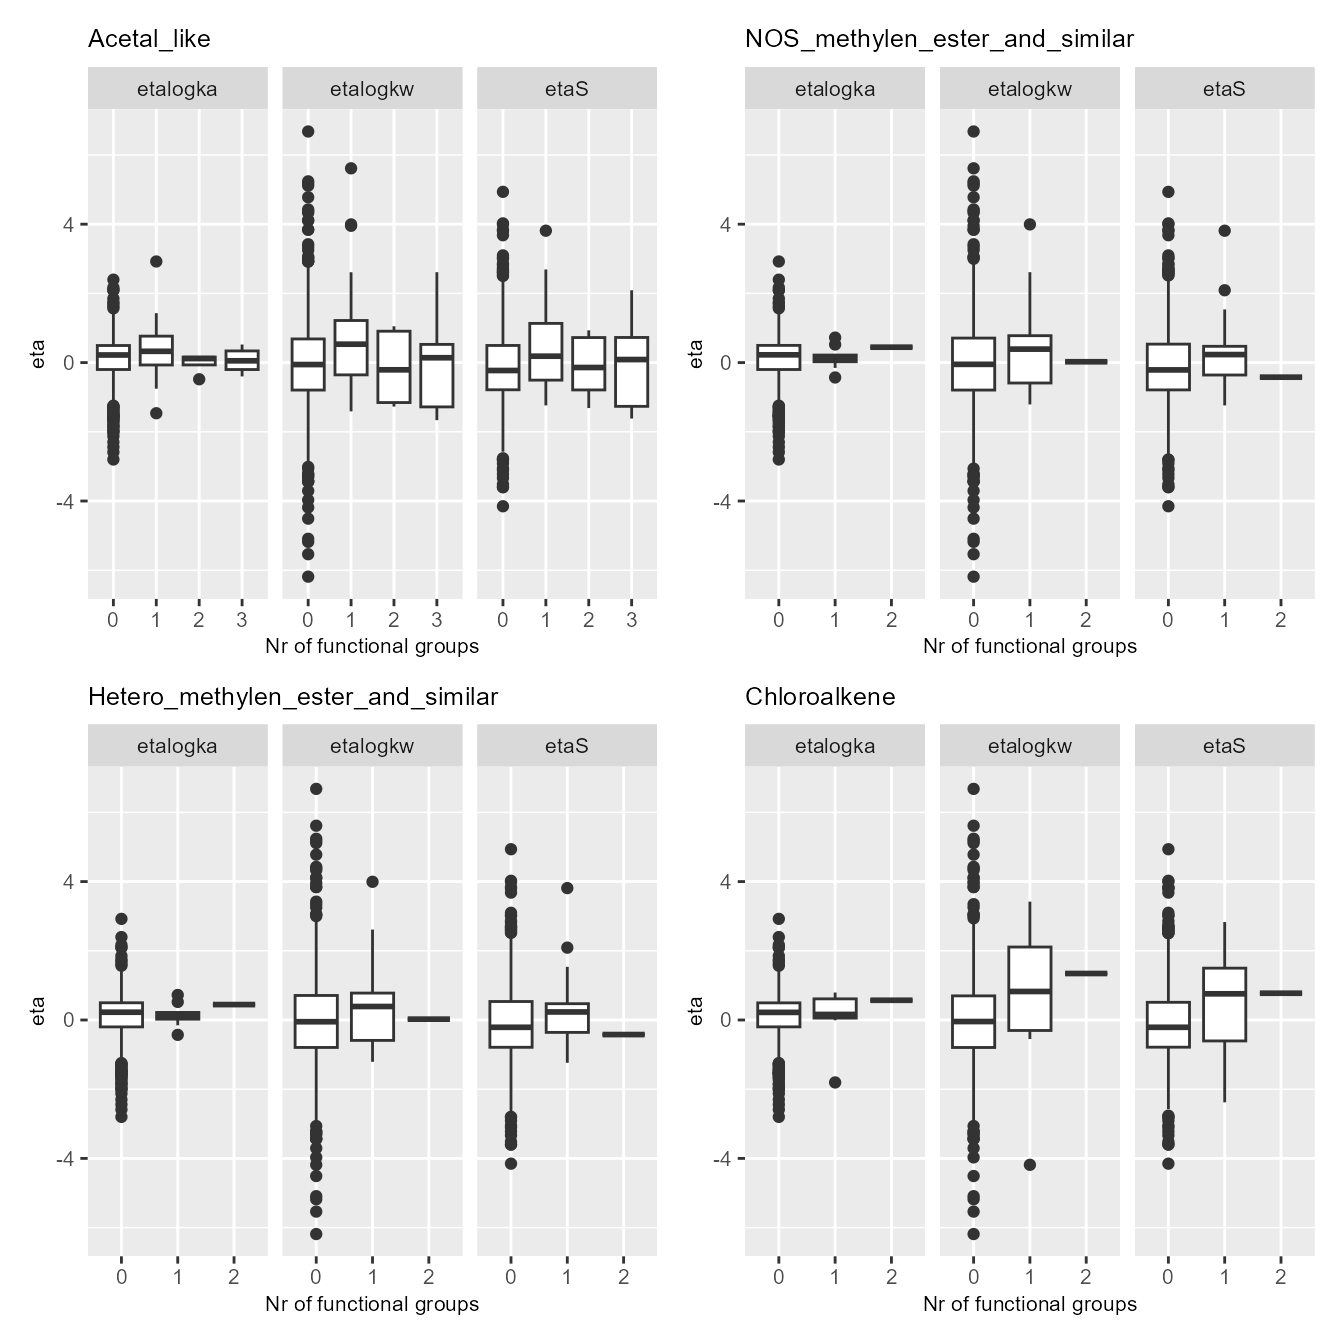 Acetal_like
etalogka etalogkw etaS
4
0
-4
eta
0 1 2 3 0 1 2 3 0 1 2 3
Nr of functional groups
NOS_methylen_ester_and_similar
etalogka etalogkw etaS
4
0
-4
eta
0 1 2 0 1 2 0 1 2
Nr of functional groups
Hetero_methylen_ester_and_similar
etalogka etalogkw etaS
4
0
-4
eta
0 1 2 0 1 2 0 1 2
Nr of functional groups
Chloroalkene
etalogka etalogkw etaS
4
0
-4
eta
0 1 2 0 1 2 0 1 2
Nr of functional groups